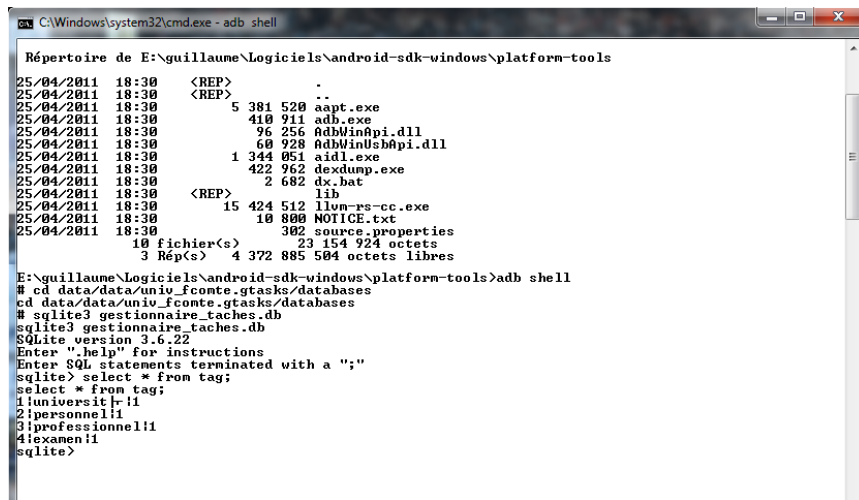 C:\Windows\system32\cmd.exe - adb shell
Répertoire de E:\guillaume\Logiciels\android-sdk-windows\platform-tools
25/04/2011 18:30 <REP> .
25/04/2011 18:30 <REP> ..
25/04/2011 18:30 5 381 520 aapt.exe
25/04/2011 18:30 410 911 adb.exe
25/04/2011 18:30 96 256 AdbWinApi.dll
25/04/2011 18:30 60 928 AdbWinUsbApi.dll
25/04/2011 18:30 1 344 051 aidl.exe
25/04/2011 18:30 422 962 dexdump.exe
25/04/2011 18:30 2 682 dx.bat
25/04/2011 18:30 <REP> lib
25/04/2011 18:30 15 424 512 llvm-rs-cc.exe
25/04/2011 18:30 10 800 NOTICE.txt
25/04/2011 18:30 302 source.properties
10 fichier(s) 23 154 924 octets
3 Rép(s) 4 372 885 504 octets libres
E:\guillaume\Logiciels\android-sdk-windows\platform-tools>adb shell
# cd data/data/univ_fcomte.gtasks/databases
cd data/data/univ_fcomte.gtasks/databases
# sqlite3 gestionnaire_taches.db
sqlite3 gestionnaire_taches.db
SQLite version 3.6.22
Enter ".help" for instructions
Enter SQL statements terminated with a ";"
sqlite> select * from tag;
select * from tag;
1|universit├⌐|1
2|personnel|1
3|professionnel|1
4|examen|1
sqlite>